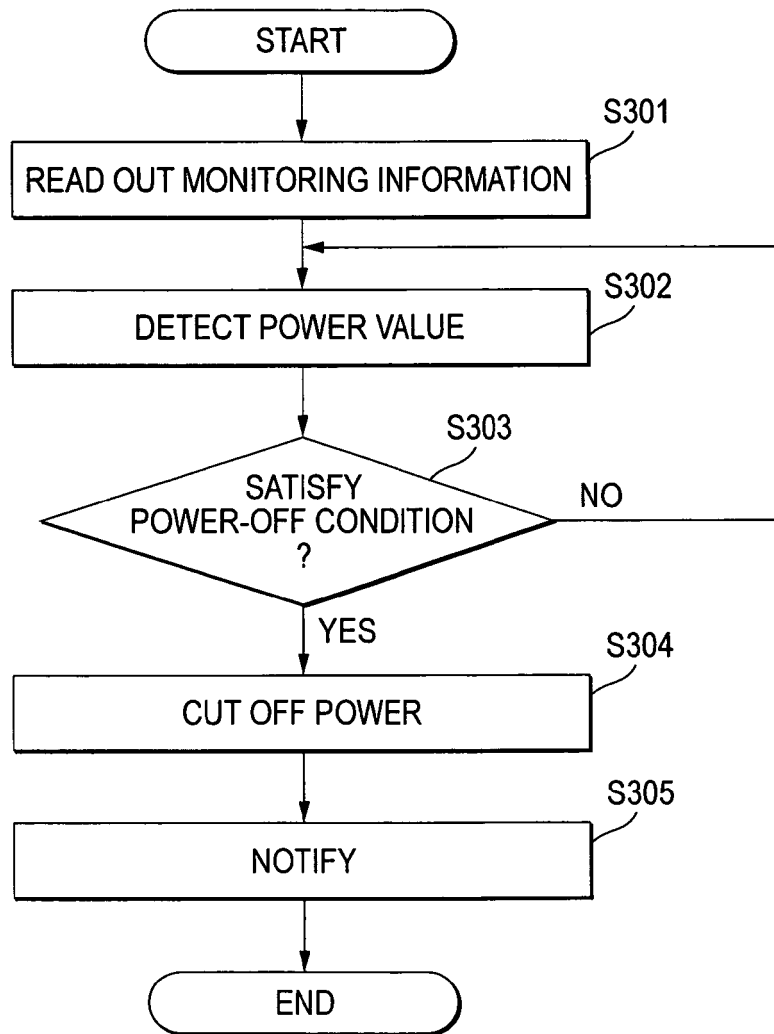 START
S301
READ OUT MONITORING INFORMATION
S302
DETECT POWER VALUE
S303
SATISFY
POWER-OFF CONDITION
?
NO
YES
S304
CUT OFF POWER
S305
NOTIFY
END